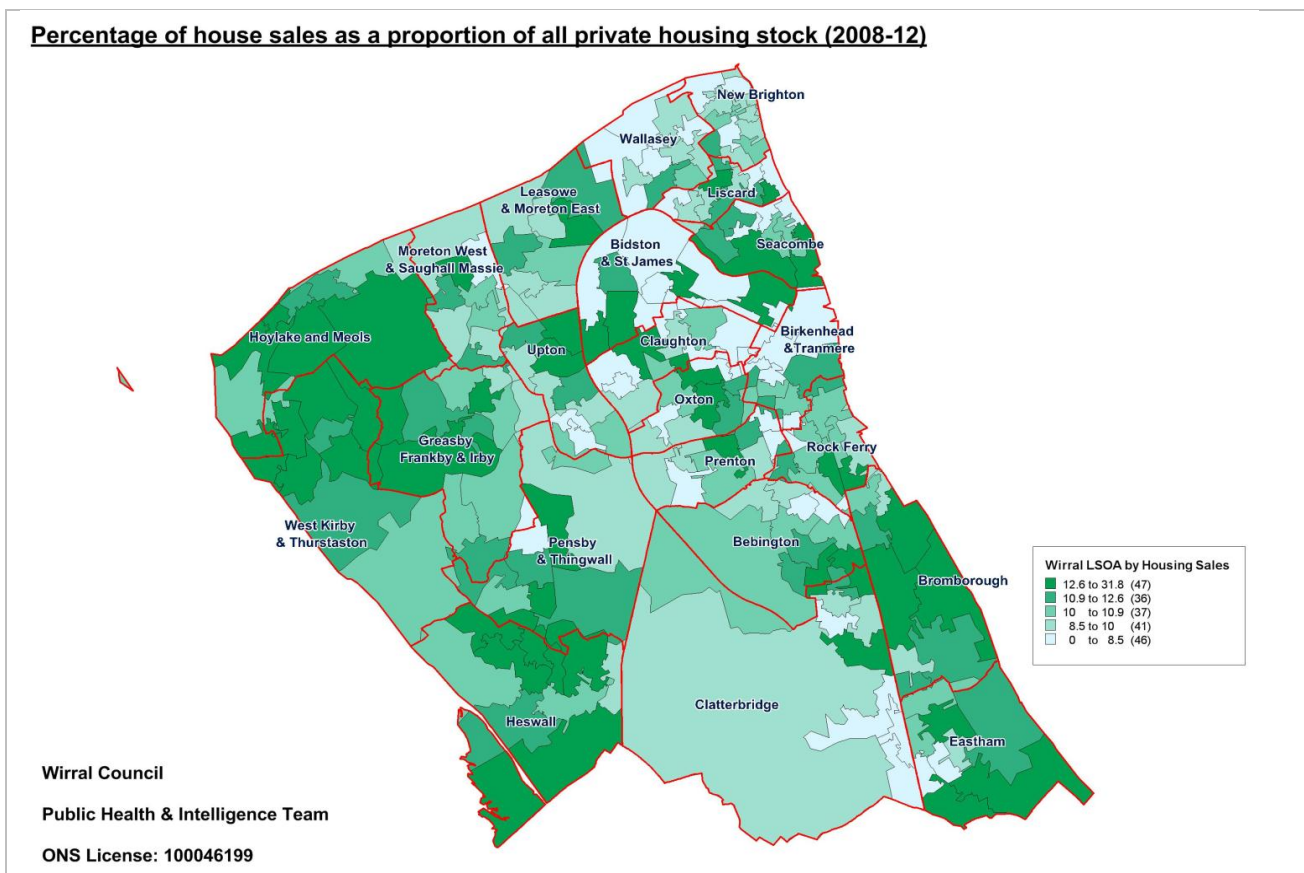 Percentage of house sales as a proportion of all private housing stock (2008-12)
New Brighton
Wallasey
Liscard
Leasowe
& Moreton East
Seacombe
Bidston
& St James
Moreton West
& Saughall Massie
Birkenhead
&Tranmere
Hoylake and Meols
Claughton
Upton
Oxton
Greasby
Frankby & Irby
Rock Ferry
Prenton
West Kirby
& Thurstaston
Pensby
& Thingwall
Bebington
Bromborough
Wirral LSOA by Housing Sales
12.6 to 31.8 (47)
10.9 to 12.6 (36)
10 to 10.9 (37)
8.5 to 10 (41)
0 to 8.5 (46)
Clatterbridge
Heswall
Eastham
Wirral Council
Public Health & Intelligence Team
ONS License: 100046199